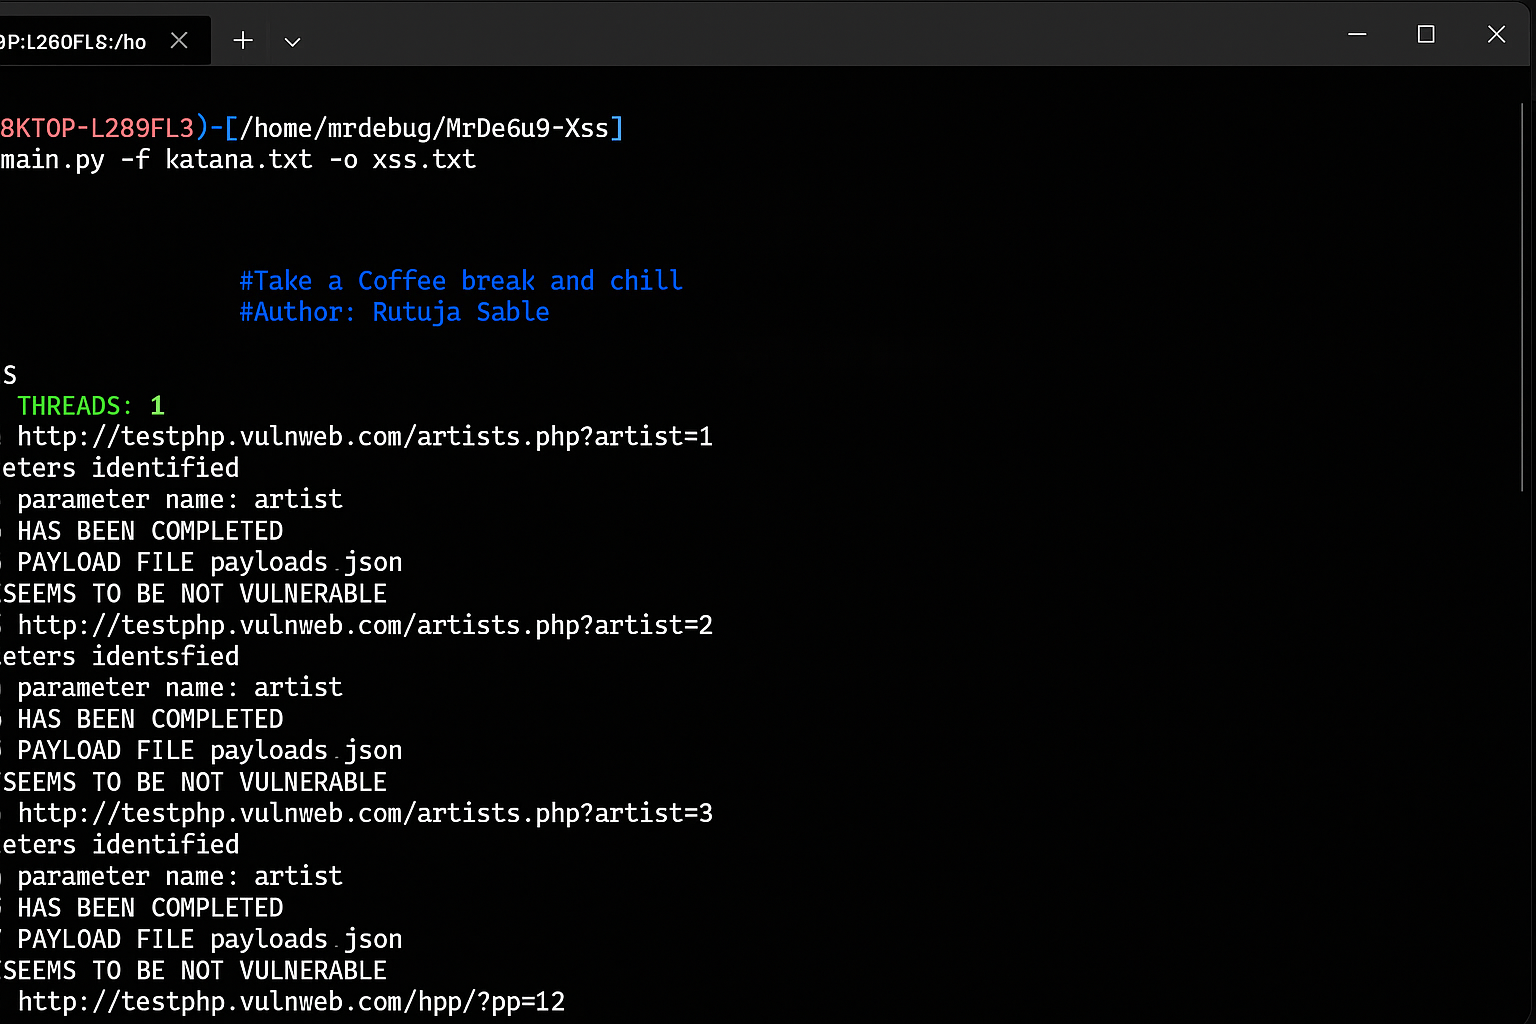 9P:L26OFLS:/ho
8KTOP-L289FL3)-[/home/mrdebug/MrDe6u9-Xss]
main.py -f katana.txt -o xss.txt
#Take a Coffee break and chill
#Author: Rutuja Sable
S
THREADS: 1
http://testphp.vulnweb.com/artists.php?artist=1
eters identified
parameter name: artist
HAS BEEN COMPLETED
PAYLOAD FILE payloads.json
SEEMS TO BE NOT VULNERABLE
http://testphp.vulnweb.com/artists.php?artist=2
eters identsfied
parameter name: artist
HAS BEEN COMPLETED
PAYLOAD FILE payloads.json
SEEMS TO BE NOT VULNERABLE
http://testphp.vulnweb.com/artists.php?artist=3
eters identified
parameter name: artist
HAS BEEN COMPLETED
PAYLOAD FILE payloads.json
SEEMS TO BE NOT VULNERABLE
http://testphp.vulnweb.com/hpp/?pp=12